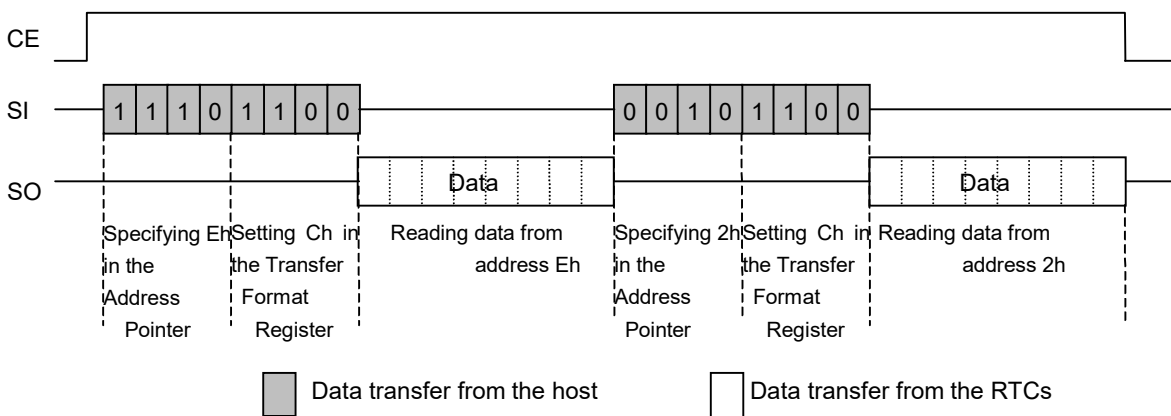 CE
SI
1 1 1 0 1 1 0 0
0 0 1 0 1 1 0 0
SO
Data
Data
Specifying Eh
in the
Address
Pointer
Setting Ch in
the Transfer
Format
Register
Reading data from
address Eh
Specifying 2h
in the
Address
Pointer
Setting Ch in
the Transfer
Format
Register
Reading data from
address 2h
Data transfer from the host
Data transfer from the RTCs